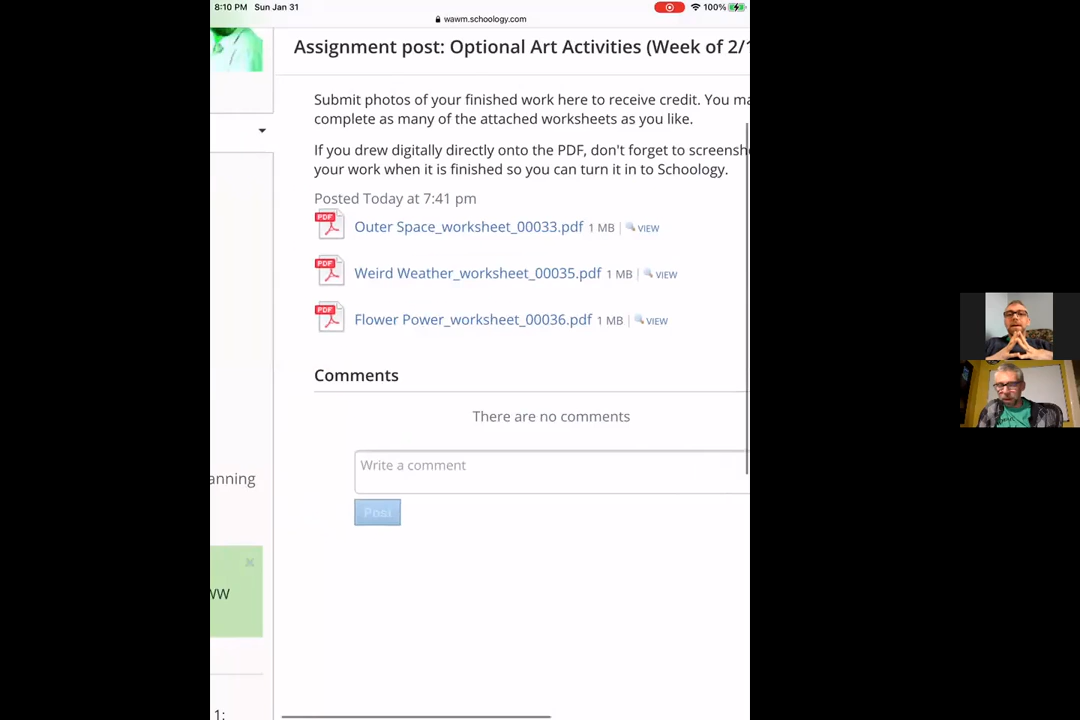 8:10 PM Sun Jan 31
100%
wawm.schoology.com
Assignment post: Optional Art Activities (Week of 2/1
Submit photos of your finished work here to receive credit. You ma
complete as many of the attached worksheets as you like.
If you drew digitally directly onto the PDF, don't forget to screensh
your work when it is finished so you can turn it in to Schoology.
Posted Today at 7:41 pm
PDF Outer Space_worksheet_00033.pdf 1 MB | VIEW
PDF Weird Weather_worksheet_00035.pdf 1 MB | VIEW
PDF Flower Power_worksheet_00036.pdf 1 MB | VIEW
Comments
There are no comments
Write a comment
anning
Post
WW
1: